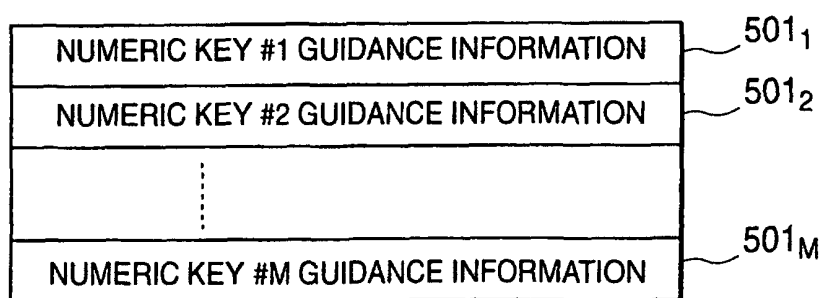 NUMERIC KEY #1 GUIDANCE INFORMATION 501₁
NUMERIC KEY #2 GUIDANCE INFORMATION 501₂
NUMERIC KEY #M GUIDANCE INFORMATION 501M